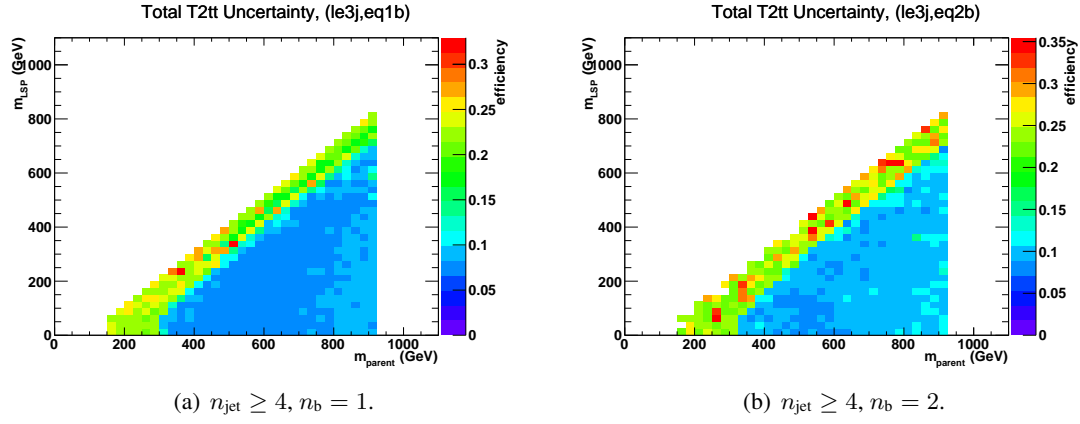 Total T2tt Uncertainty, (le3j,eq1b)
m_LSP (GeV)
1000
800
600
400
200
0
0 200 400 600 800 1000
m_parent (GeV)
0.3
0.25
0.2
0.15
0.1
0.05
0
efficiency
(a) n_jet ≥ 4, n_b = 1.
Total T2tt Uncertainty, (le3j,eq2b)
m_LSP (GeV)
1000
800
600
400
200
0
0 200 400 600 800 1000
m_parent (GeV)
0.35
0.3
0.25
0.2
0.15
0.1
0.05
0
efficiency
(b) n_jet ≥ 4, n_b = 2.